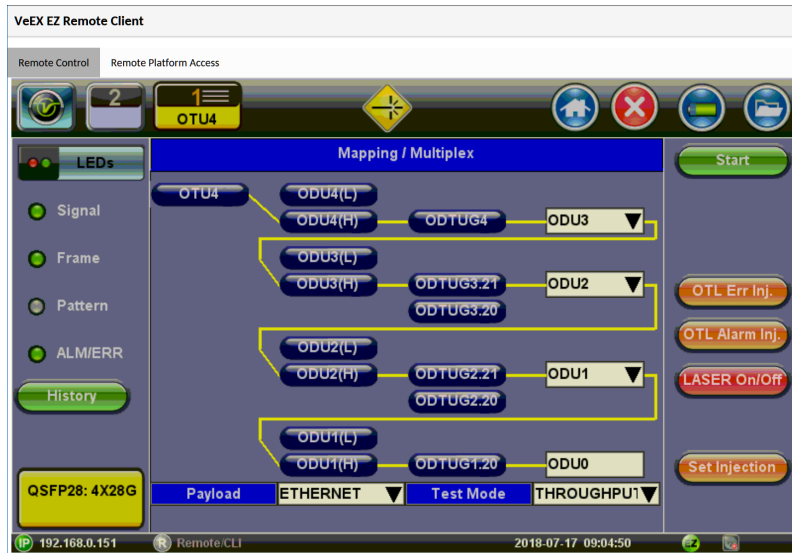 VeEX EZ Remote Client
Remote Control Remote Platform Access
2 1 OTU4
LEDs Mapping / Multiplex Start
OTU4 ODU4(L)
Signal ODU4(H) ODTUG4 ODU3
Frame ODU3(L)
ODU3(H) ODTUG3.21 ODU2 OTL Err Inj.
Pattern ODTUG3.20
OTL Alarm Inj.
ALM/ERR ODU2(L)
ODU2(H) ODTUG2.21 ODU1 LASER On/Off
History ODTUG2.20
ODU1(L)
ODU1(H) ODTUG1.20 ODU0 Set Injection
QSFP28: 4X28G Payload ETHERNET Test Mode THROUGHPUT
IP 192.168.0.151 R Remote/CLI 2018-07-17 09:04:50 EZ